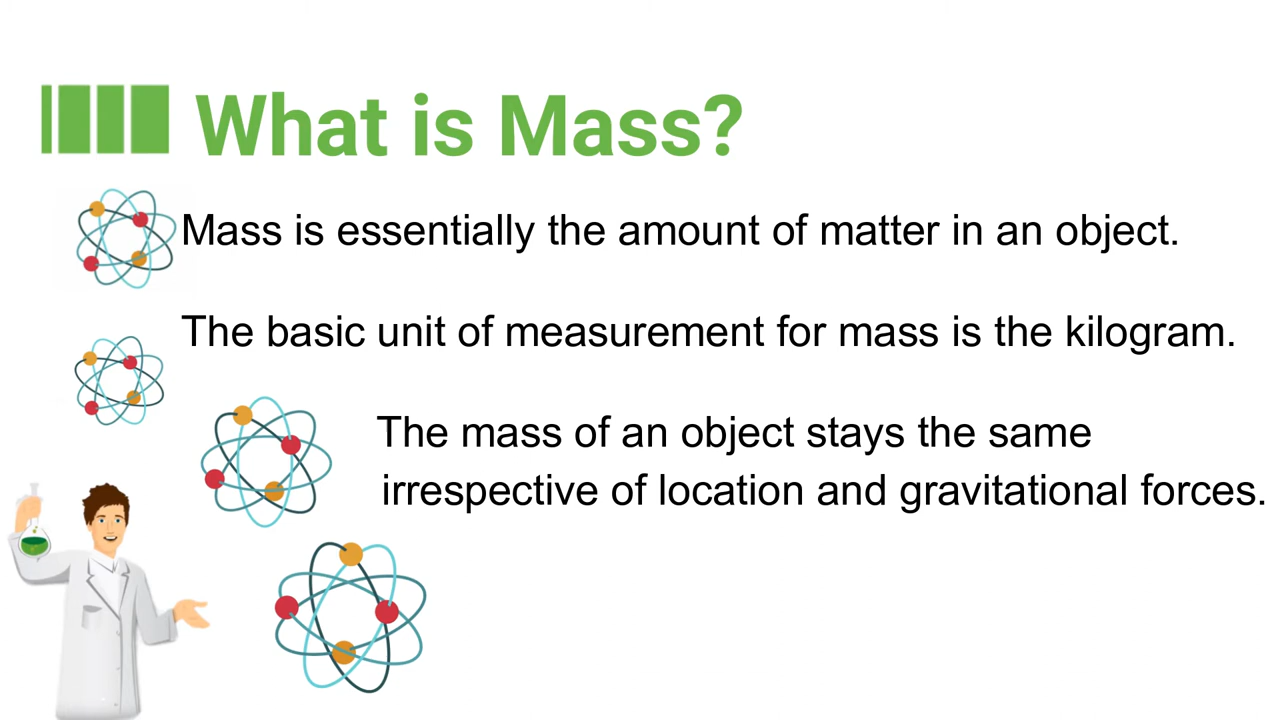 What is Mass?
Mass is essentially the amount of matter in an object.
The basic unit of measurement for mass is the kilogram.
The mass of an object stays the same
irrespective of location and gravitational forces.